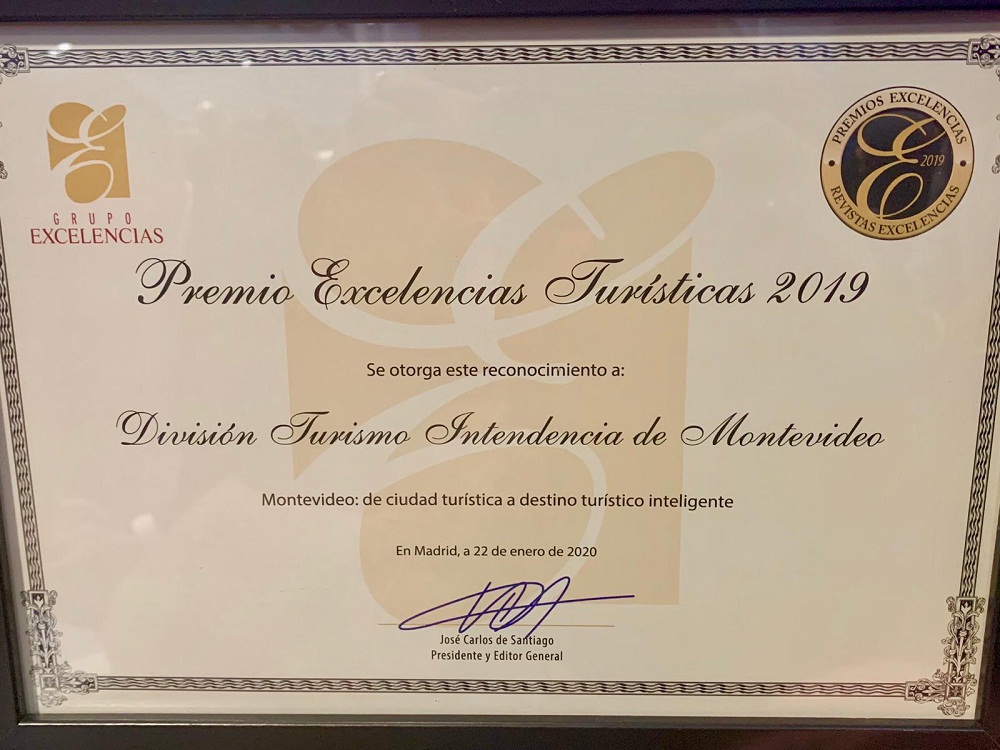 GRUPO
EXCELENCIAS
PREMIOS EXCELENCIAS
E 2019
REVISTAS EXCELENCIAS
Premio Excelencias Turísticas 2019
Se otorga este reconocimiento a:
División Turismo Intendencia de Montevideo
Montevideo: de ciudad turística a destino turístico inteligente
En Madrid, a 22 de enero de 2020
José Carlos de Santiago
Presidente y Editor General